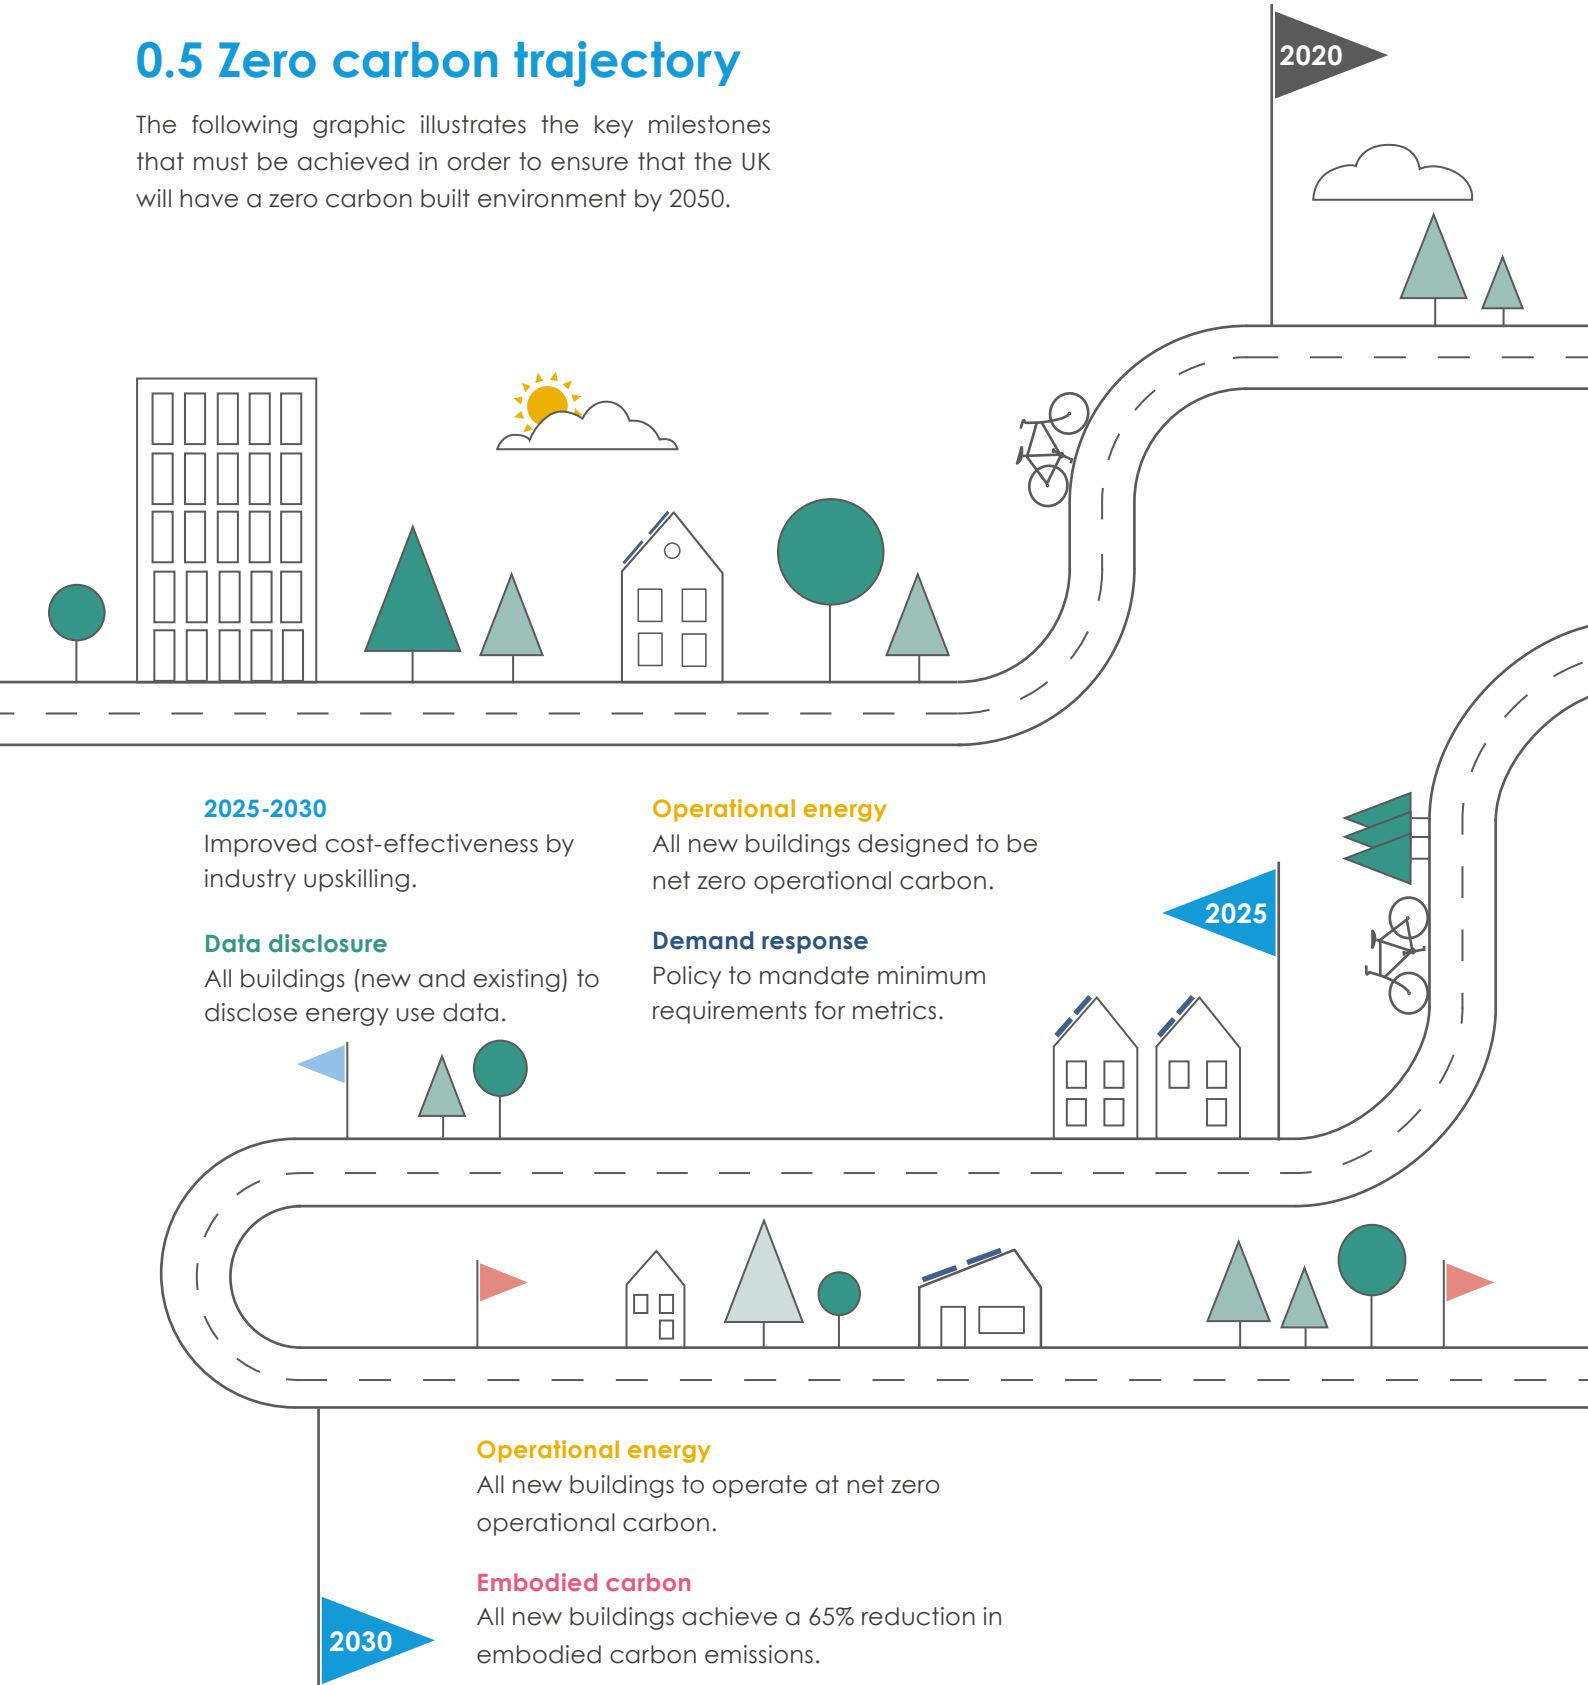 0.5 Zero carbon trajectory
The following graphic illustrates the key milestones
that must be achieved in order to ensure that the UK
will have a zero carbon built environment by 2050.
2020
2025-2030
Improved cost-effectiveness by
industry upskilling.
Data disclosure
All buildings (new and existing) to
disclose energy use data.
Operational energy
All new buildings designed to be
net zero operational carbon.
Demand response
Policy to mandate minimum
requirements for metrics.
2025
Operational energy
All new buildings to operate at net zero
operational carbon.
Embodied carbon
All new buildings achieve a 65% reduction in
embodied carbon emissions.
2030